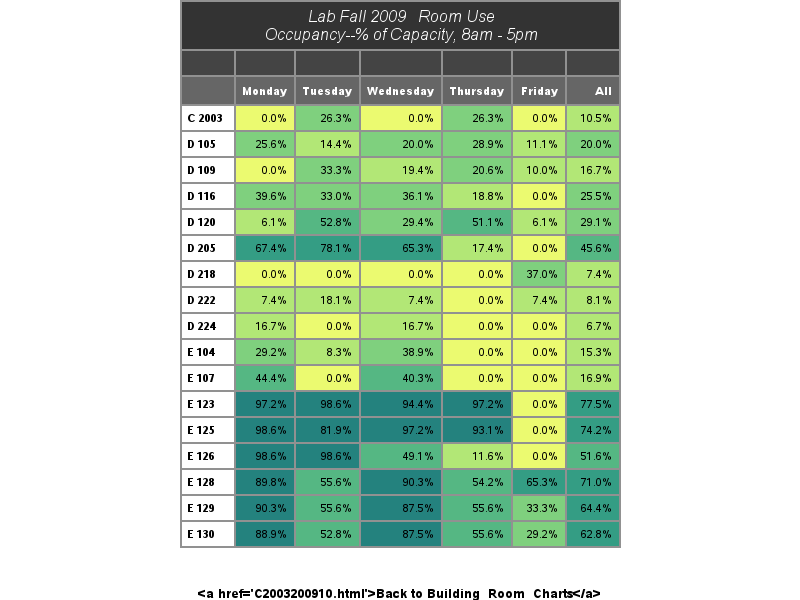 Lab Fall 2009 Room Use
Occupancy--% of Capacity, 8am - 5pm
Monday Tuesday Wednesday Thursday Friday All
C 2003 0.0% 26.3% 0.0% 26.3% 0.0% 10.5%
D 105 25.6% 14.4% 20.0% 28.9% 11.1% 20.0%
D 109 0.0% 33.3% 19.4% 20.6% 10.0% 16.7%
D 116 39.6% 33.0% 36.1% 18.8% 0.0% 25.5%
D 120 6.1% 52.8% 29.4% 51.1% 6.1% 29.1%
D 205 67.4% 78.1% 65.3% 17.4% 0.0% 45.6%
D 218 0.0% 0.0% 0.0% 0.0% 37.0% 7.4%
D 222 7.4% 18.1% 7.4% 0.0% 7.4% 8.1%
D 224 16.7% 0.0% 16.7% 0.0% 0.0% 6.7%
E 104 29.2% 8.3% 38.9% 0.0% 0.0% 15.3%
E 107 44.4% 0.0% 40.3% 0.0% 0.0% 16.9%
E 123 97.2% 98.6% 94.4% 97.2% 0.0% 77.5%
E 125 98.6% 81.9% 97.2% 93.1% 0.0% 74.2%
E 126 98.6% 98.6% 49.1% 11.6% 0.0% 51.6%
E 128 89.8% 55.6% 90.3% 54.2% 65.3% 71.0%
E 129 90.3% 55.6% 87.5% 55.6% 33.3% 64.4%
E 130 88.9% 52.8% 87.5% 55.6% 29.2% 62.8%
<a href='C2003200910.html'>Back to Building Room Charts</a>